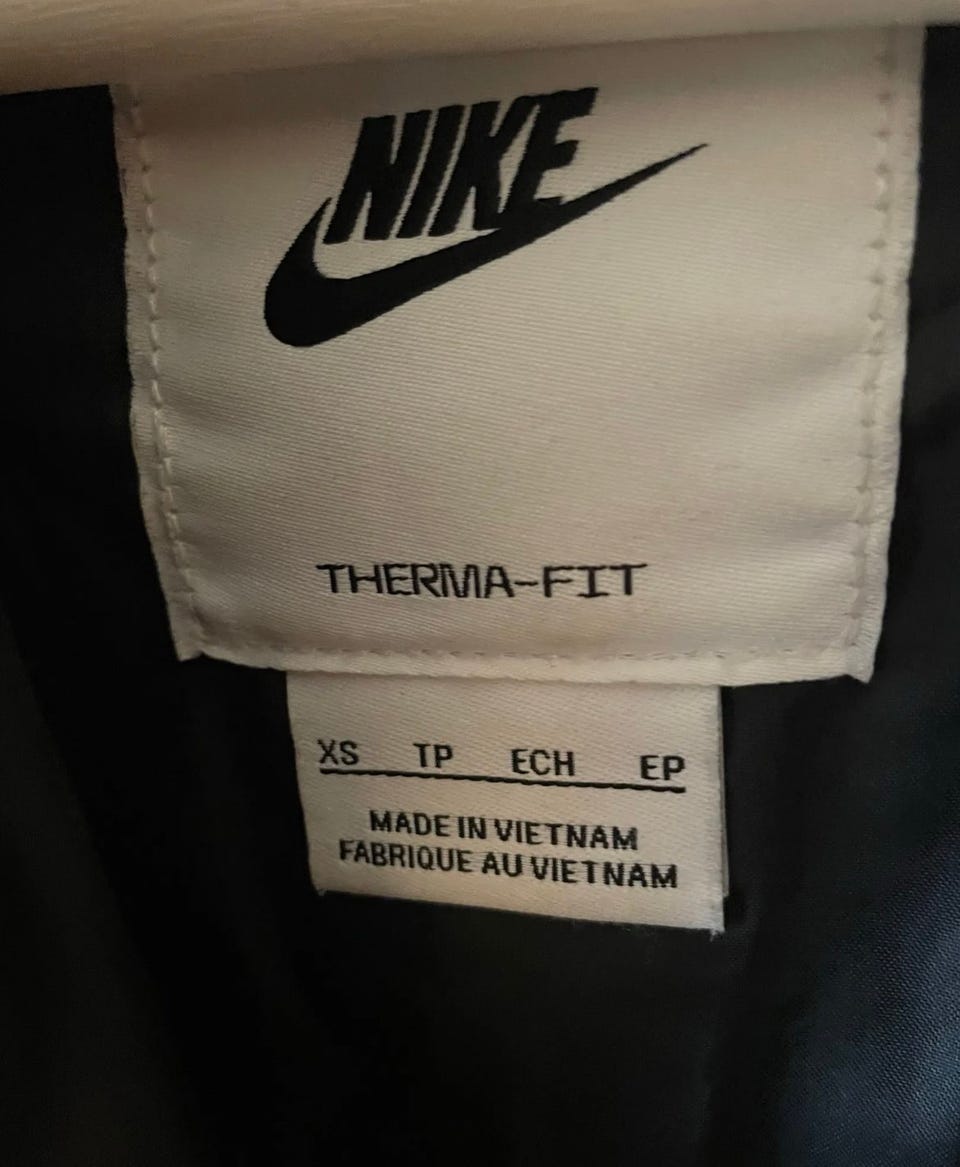 NIKE
THERMA-FIT
XS TP ECH EP
MADE IN VIETNAM
FABRIQUE AU VIETNAM